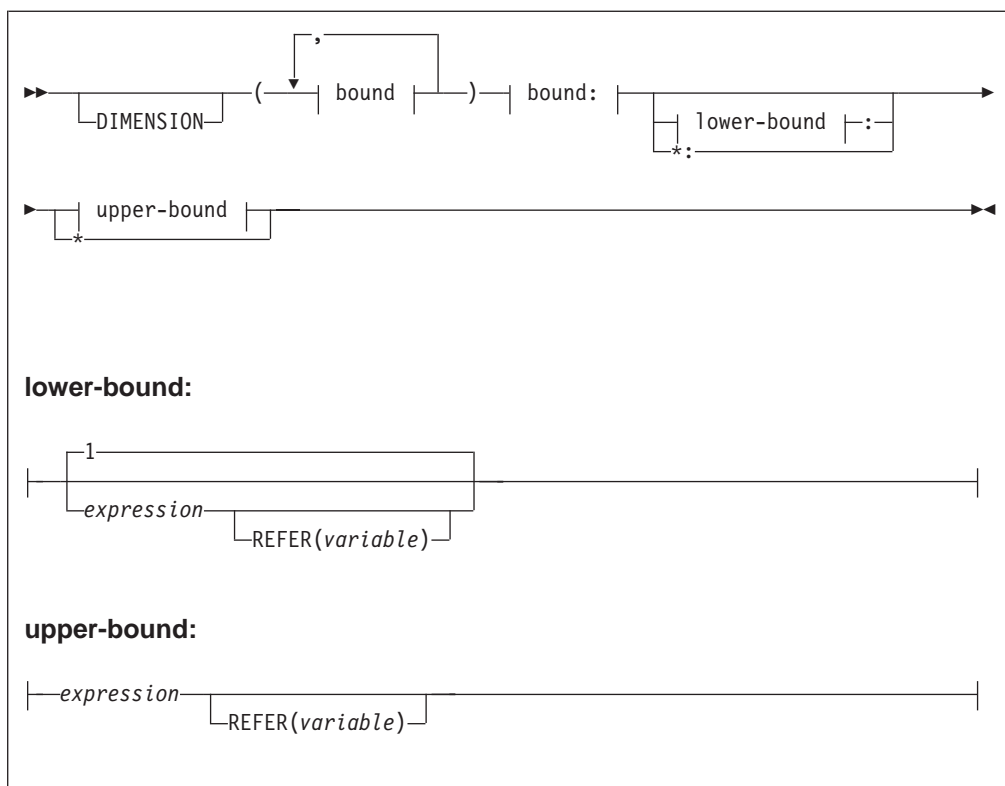 ,
( bound ) bound:
DIMENSION lower-bound :
*:
upper-bound
*
lower-bound:
1
expression
REFER(variable)
upper-bound:
expression
REFER(variable)